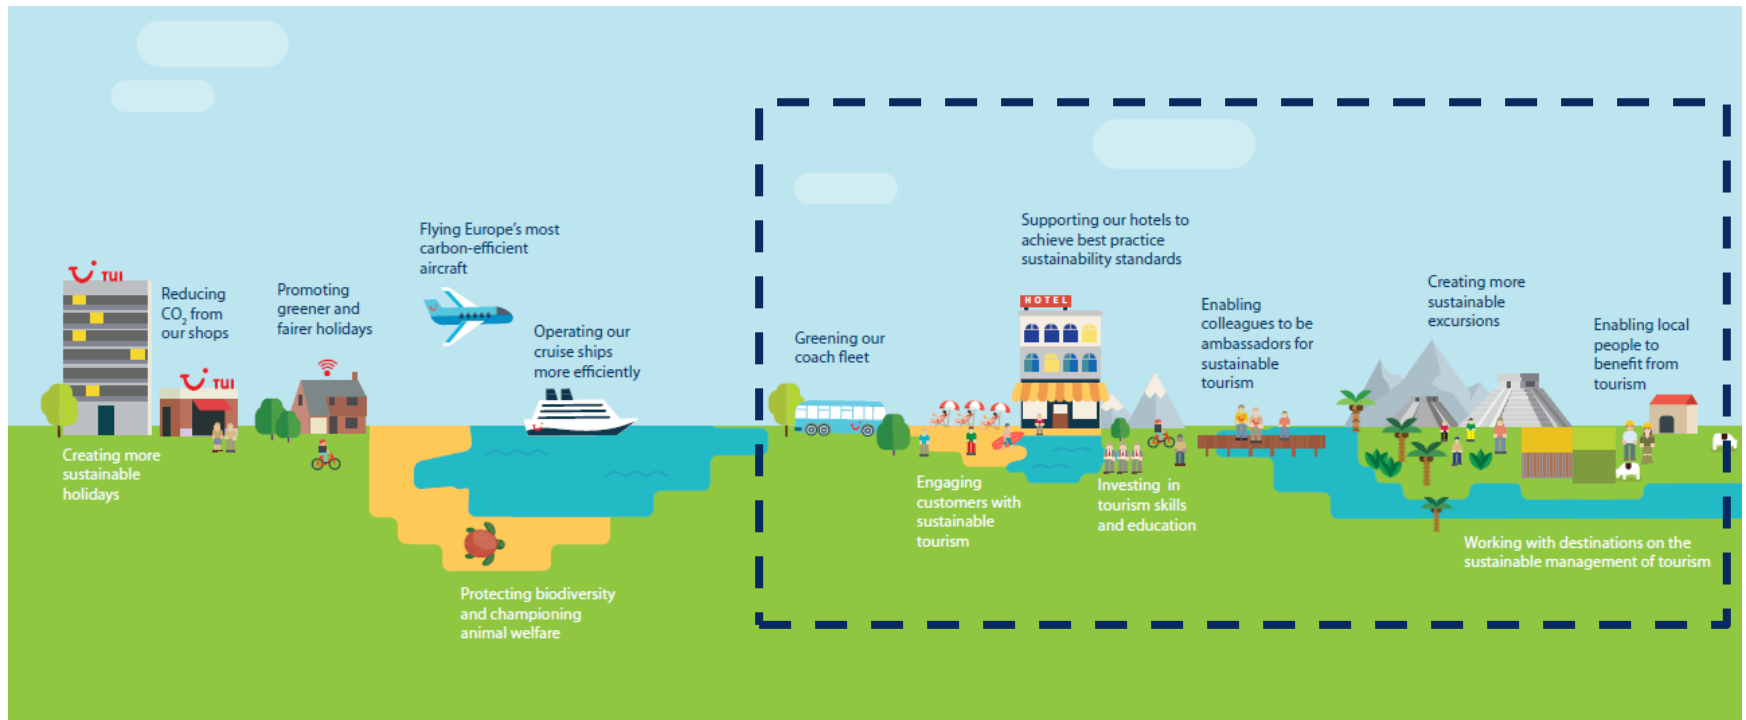 TUI
Reducing
CO2 from
our shops
TUI
Creating more
sustainable
holidays
Promoting
greener and
fairer holidays
Flying Europe's most
carbon-efficient
aircraft
Operating our
cruise ships
more efficiently
Protecting biodiversity
and championing
animal welfare
Greening our
coach fleet
Supporting our hotels to
achieve best practice
sustainability standards
HOTEL
Engaging
customers with
sustainable
tourism
Investing in
tourism skills
and education
Enabling
colleagues to be
ambassadors for
sustainable
tourism
Creating more
sustainable
excursions
Enabling local
people to
benefit from
tourism
Working with destinations on the
sustainable management of tourism